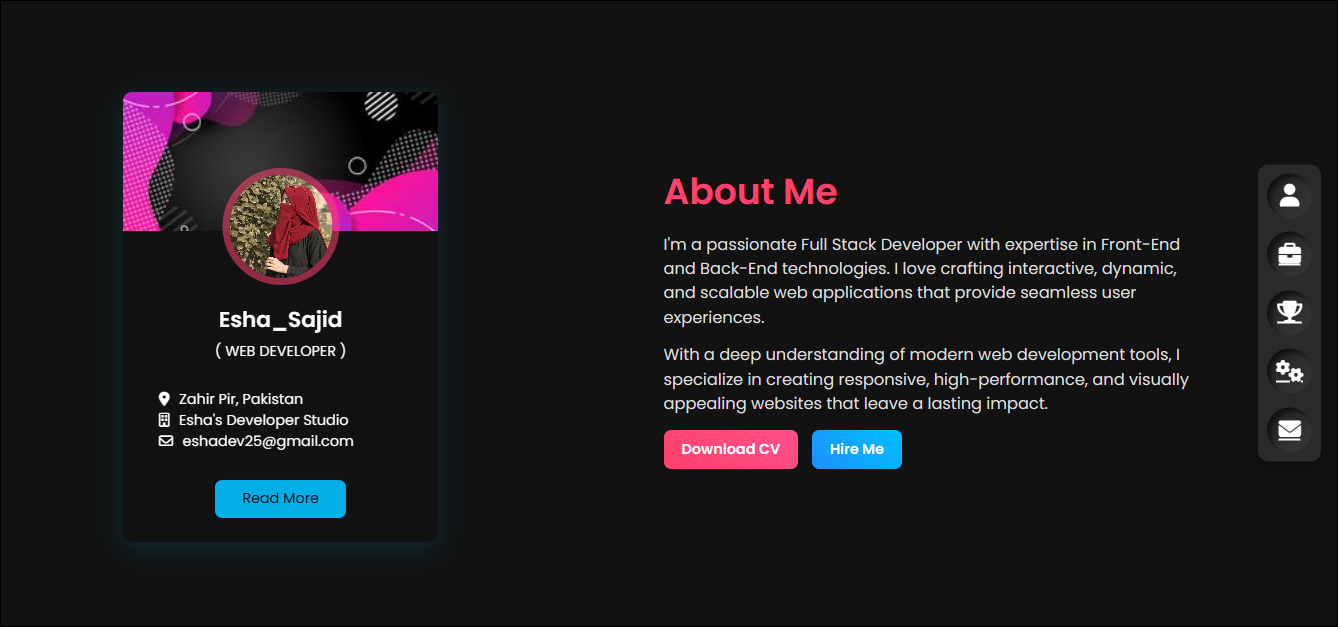 Esha_Sajid
( WEB DEVELOPER )
Zahir Pir, Pakistan
Esha's Developer Studio
eshadev25@gmail.com
Read More
About Me
I'm a passionate Full Stack Developer with expertise in Front-End
and Back-End technologies. I love crafting interactive, dynamic,
and scalable web applications that provide seamless user
experiences.
With a deep understanding of modern web development tools, I
specialize in creating responsive, high-performance, and visually
appealing websites that leave a lasting impact.
Download CV
Hire Me